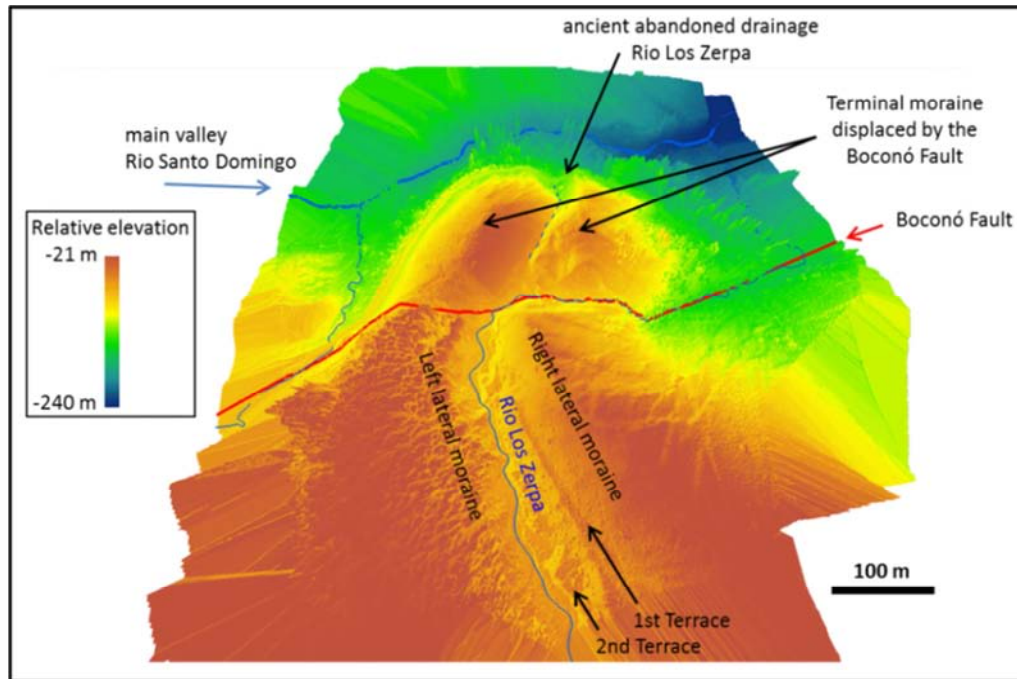 ancient abandoned drainage
Rio Los Zerpa
Terminal moraine
displaced by the
Boconó Fault
main valley
Rio Santo Domingo
Boconó Fault
Relative elevation
-21 m
-240 m
Left lateral moraine
Rio Los Zerpa
Right lateral moraine
100 m
1st Terrace
2nd Terrace